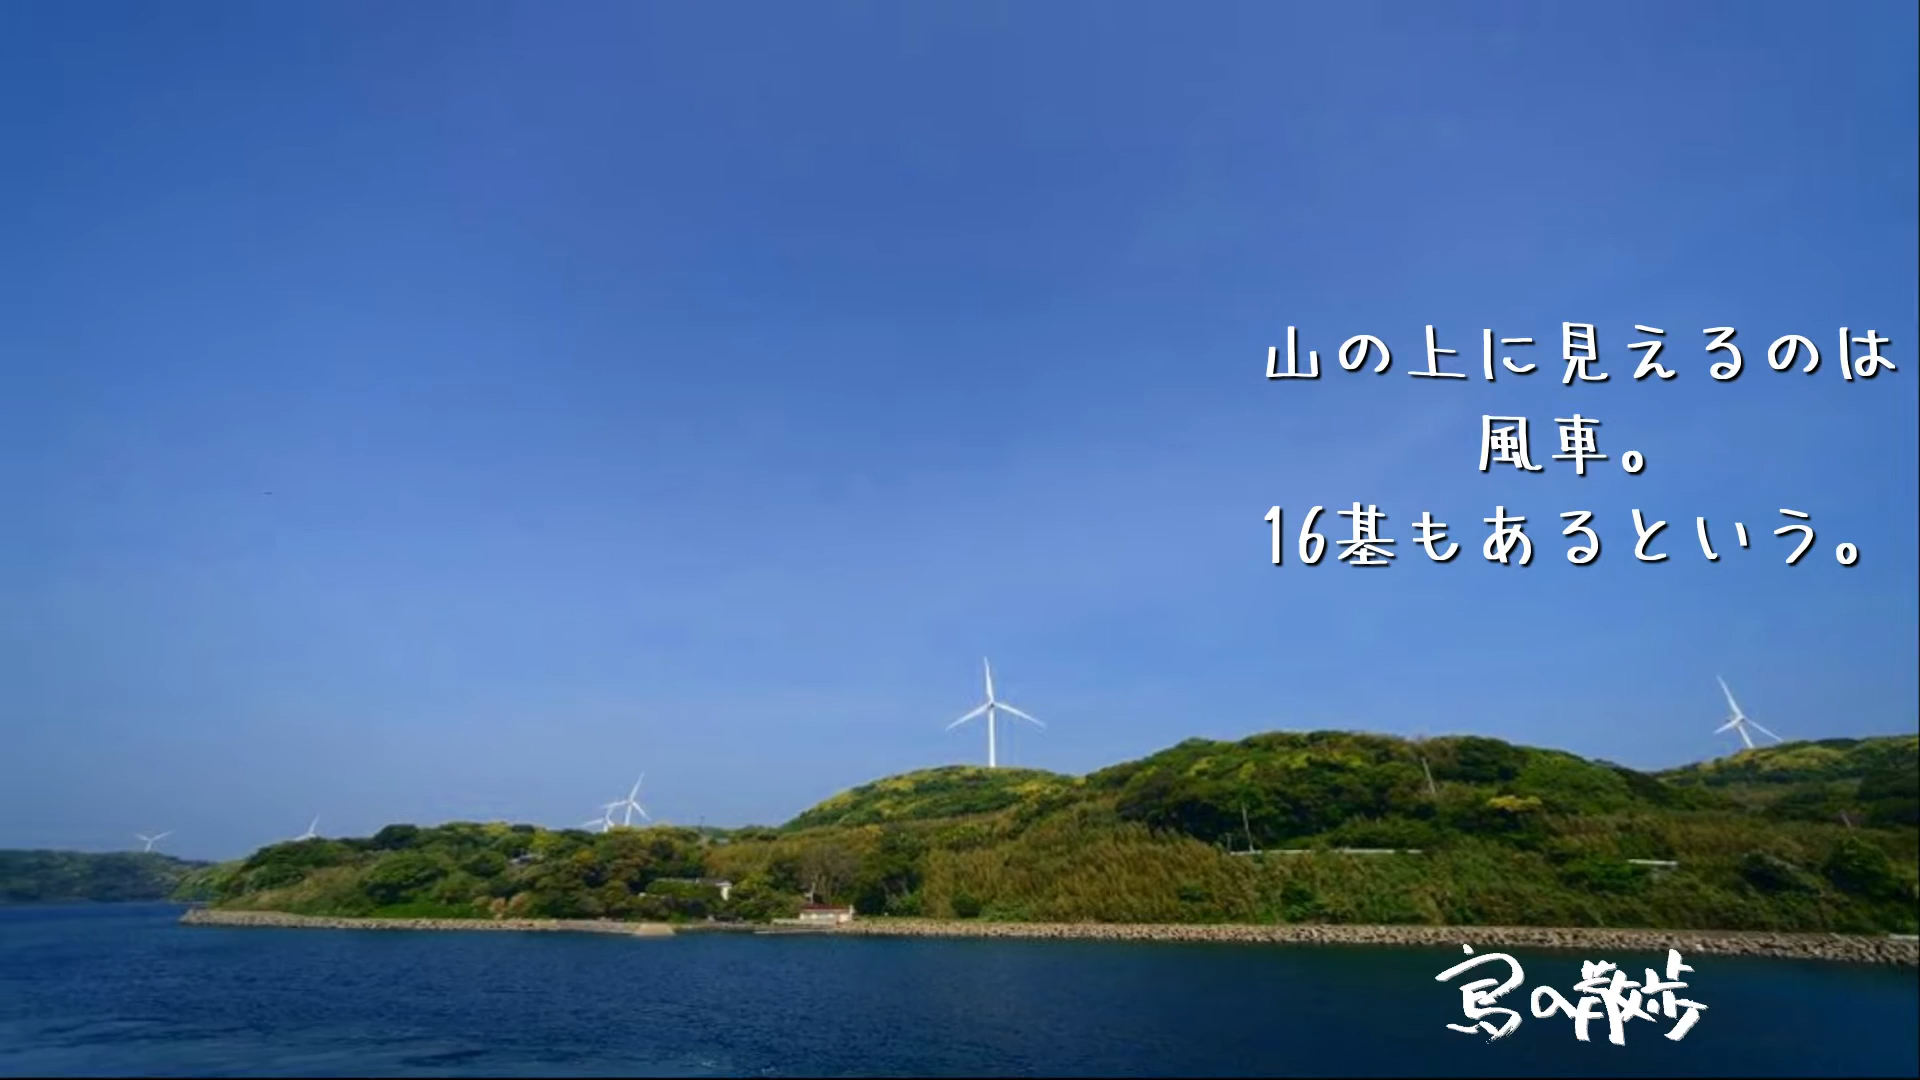 山の上に見えるのは
風車。
16基もあるという。
の散歩